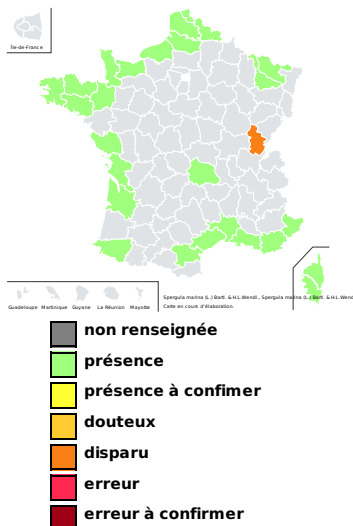 Île-de-France
Guadeloupe Martinique Guyane La Réunion Mayotte
Spergula marina (L.) Bartl. & H.L.Wendl., Spergula marina (L.) Bartl. & H.L.Wend
Carte en cours d'élaboration.
non renseignée
présence
présence à confimer
douteux
disparu
erreur
erreur à confirmer